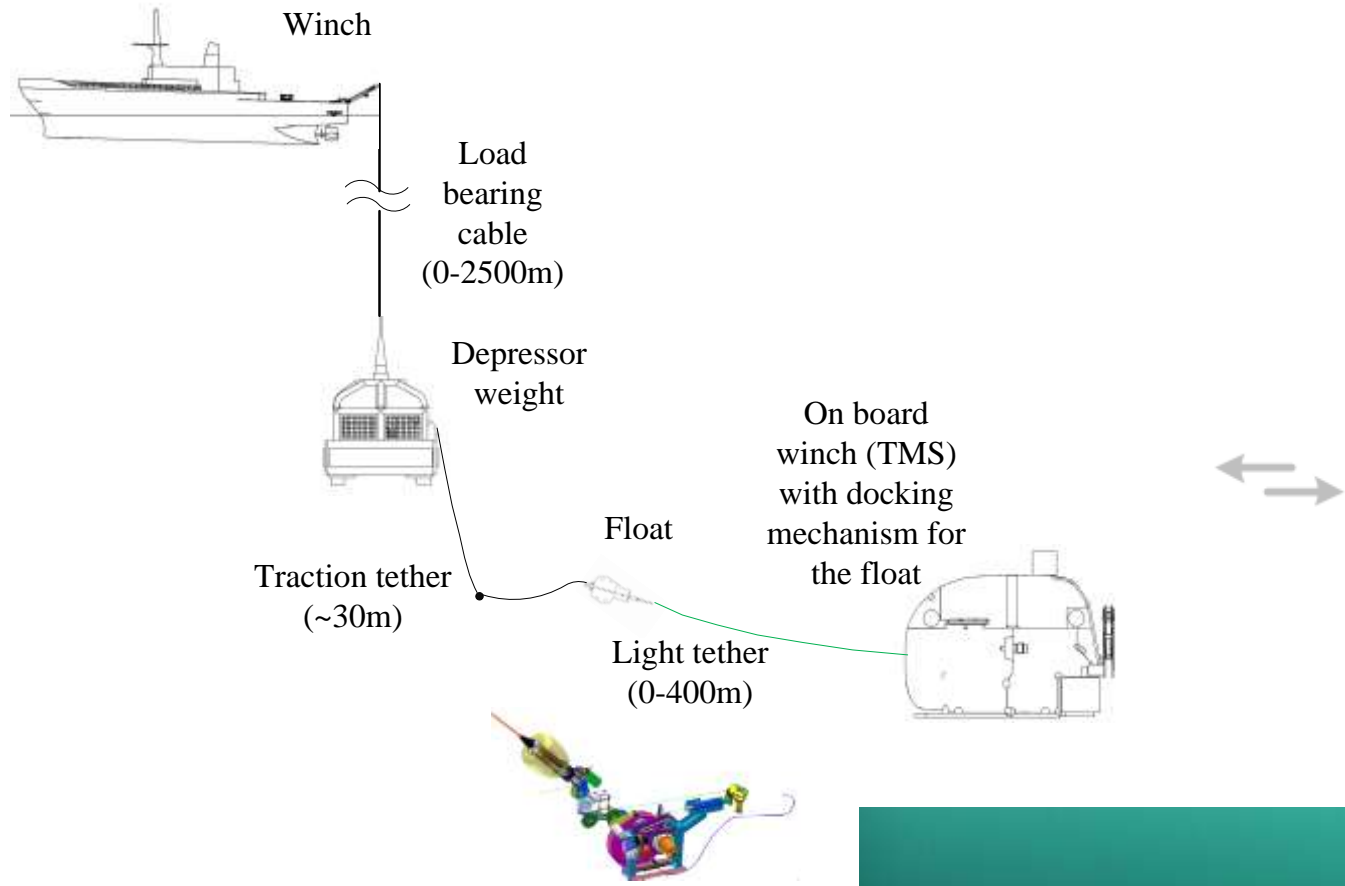 Winch
Load
bearing
cable
(0-2500m)
Depressor
weight
On board
winch (TMS)
with docking
mechanism for
the float
Float
Traction tether
(~30m)
Light tether
(0-400m)